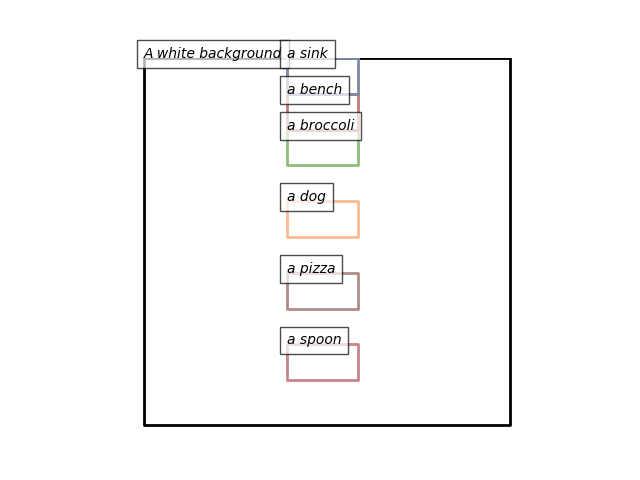 A white background
a sink
a bench
a broccoli
a dog
a pizza
a spoon